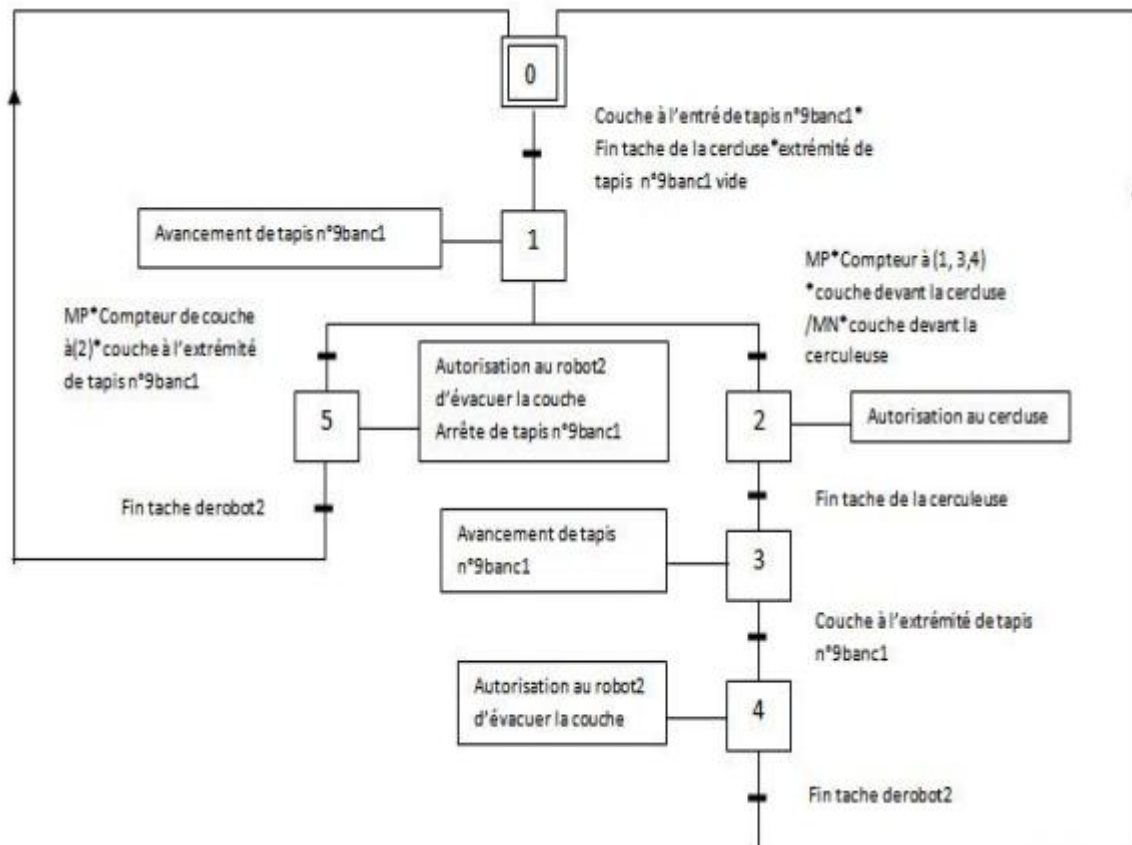 0
Couche à l'entré de tapis n°9banc1*
Fin tache de la cercluse*extrémité de
tapis n°9banc1 vide
Avancement de tapis n°9banc1
1
MP*Compteur à (1, 3,4)
*couche devant la cercluse
/MN*couche devant la
cerculeuse
MP*Compteur de couche
à(2)*couche à l'extrémité
de tapis n°9banc1
5
Autorisation au robot2
d'évacuer la couche
Arrête de tapis n°9banc1
2
Autorisation au cercluse
Fin tache derobot2
Fin tache de la cerculeuse
Avancement de tapis
n°9banc1
3
Couche à l'extrémité de tapis
n°9banc1
Autorisation au robot2
d'évacuer la couche
4
Fin tache derobot2